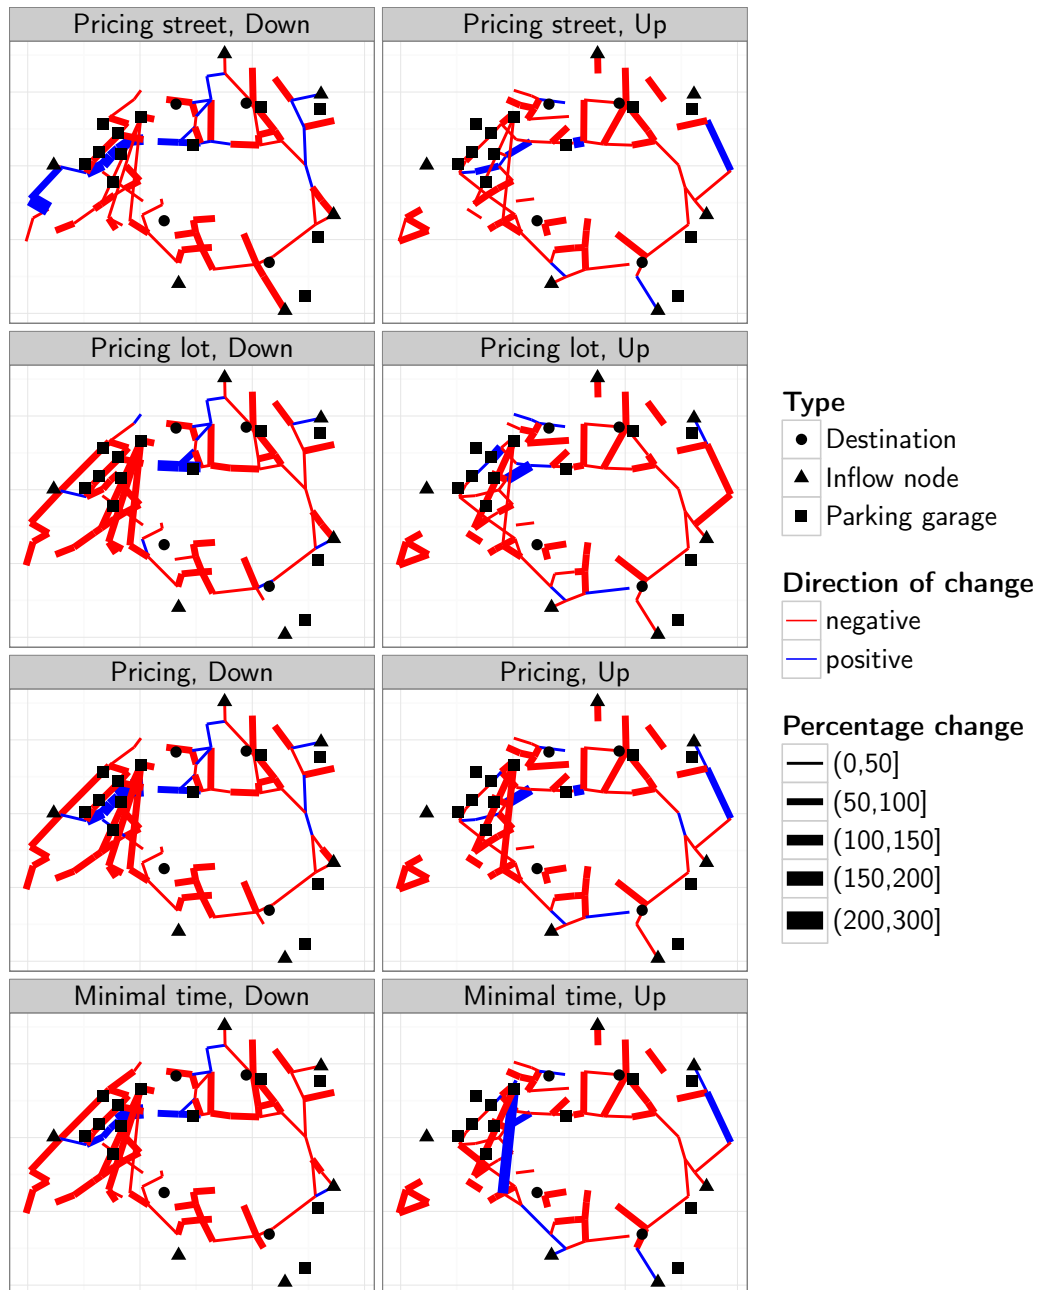 Pricing street, Down
Pricing street, Up
Pricing lot, Down
Pricing lot, Up
Pricing, Down
Pricing, Up
Minimal time, Down
Minimal time, Up
Type
Destination
Inflow node
Parking garage
Direction of change
negative
positive
Percentage change
(0,50]
(50,100]
(100,150]
(150,200]
(200,300]